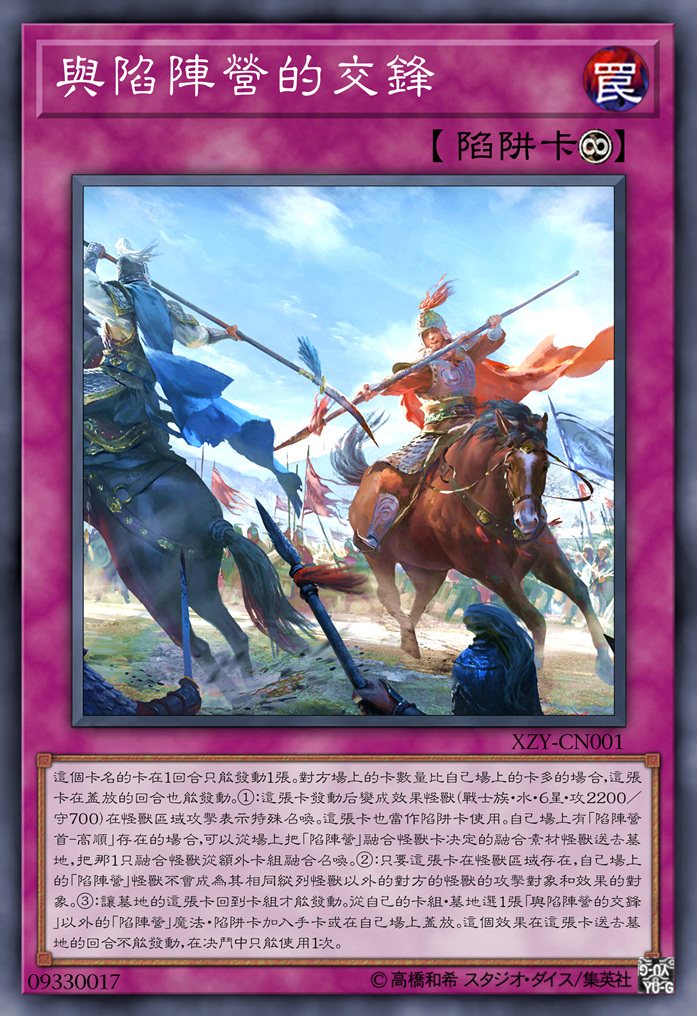 與陷陣營的交鋒
罠
【陷阱卡∞】
XZY-CN001
這個卡名的卡在1回合只能發動1張。對方場上的卡數量比自己場上的卡多的場合,這張
卡在蓋放的回合也能發動。①:這張卡發動后變成效果怪獸(戰士族·水·6星·攻2200／
守700)在怪獸區域攻擊表示特殊召喚。這張卡也當作陷阱卡使用。自己場上有「陷陣營
首-高順」存在的場合,可以從場上把「陷陣營」融合怪獸卡決定的融合素材怪獸送去墓
地,把那1只融合怪獸從額外卡組融合召喚。②:只要這張卡在怪獸區域存在,自己場上
的「陷陣營」怪獸不會成為其相同縱列怪獸以外的對方的怪獸的攻擊對象和效果的對
象。③:讓墓地的這張卡回到卡組才能發動。從自己的卡組·墓地選1張「與陷陣營的交鋒
」以外的「陷陣營」魔法·陷阱卡加入手卡或在自己場上蓋放。這個效果在這張卡送去墓
地的回合不能發動,在決鬥中只能使用1次。
09330017
©高橋和希 スタジオ・ダイス/集英社